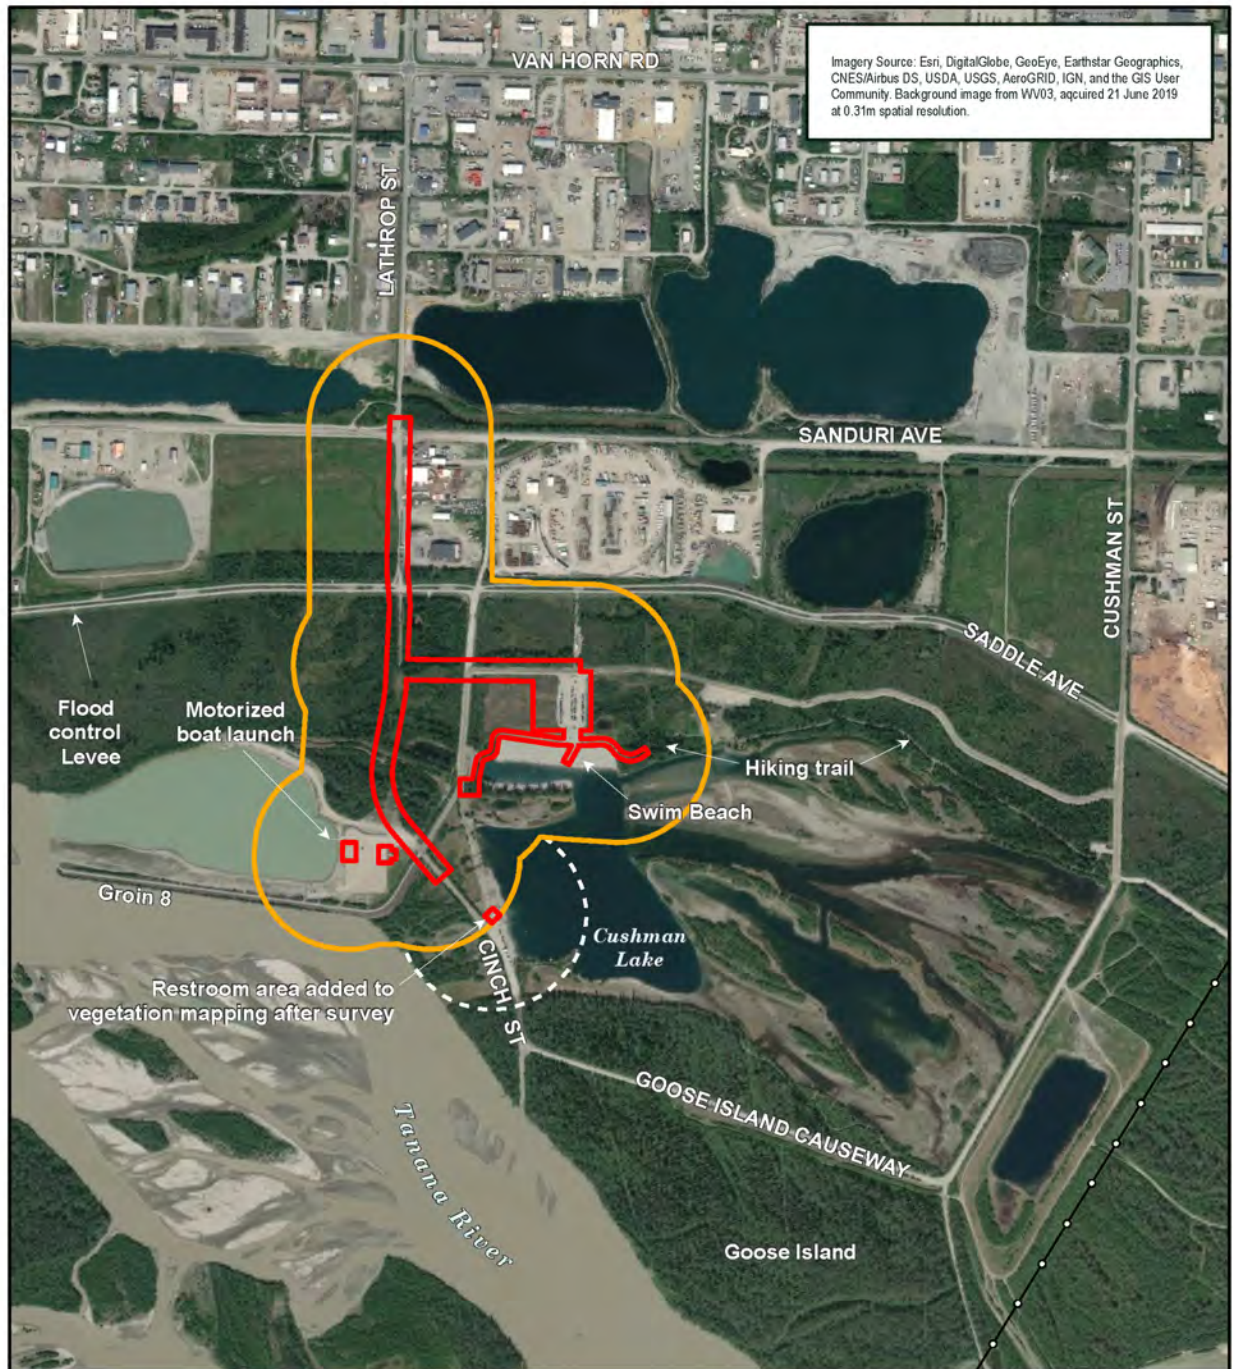 VAN HORN RD
Imagery Source: Esri, DigitalGlobe, GeoEye, Earthstar Geographics,
CNES/Airbus DS, USDA, USGS, AeroGRID, IGN, and the GIS User
Community. Background image from WV03, aqcuired 21 June 2019
at 0.31m spatial resolution.
LATHROP ST
SANDURI AVE
CUSHMAN ST
SADDLE AVE
Flood
control
Levee
Motorized
boat launch
Hiking trail
Swim Beach
Groin 8
Cushman
Lake
Restroom area added to
vegetation mapping after survey
CINCH ST
GOOSE ISLAND CAUSEWAY
Tanana River
Goose Island